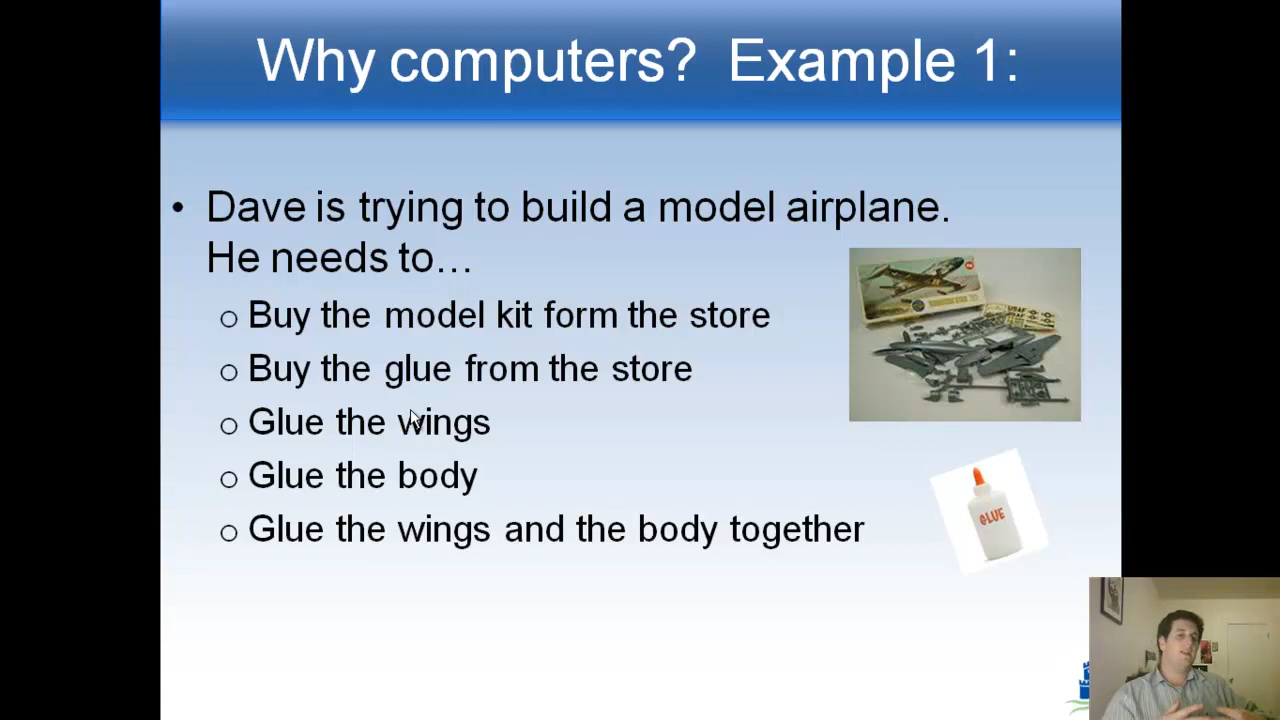 Why computers? Example 1:
• Dave is trying to build a model airplane.
He needs to…
o Buy the model kit form the store
o Buy the glue from the store
o Glue the wings
o Glue the body
o Glue the wings and the body together
GLUE